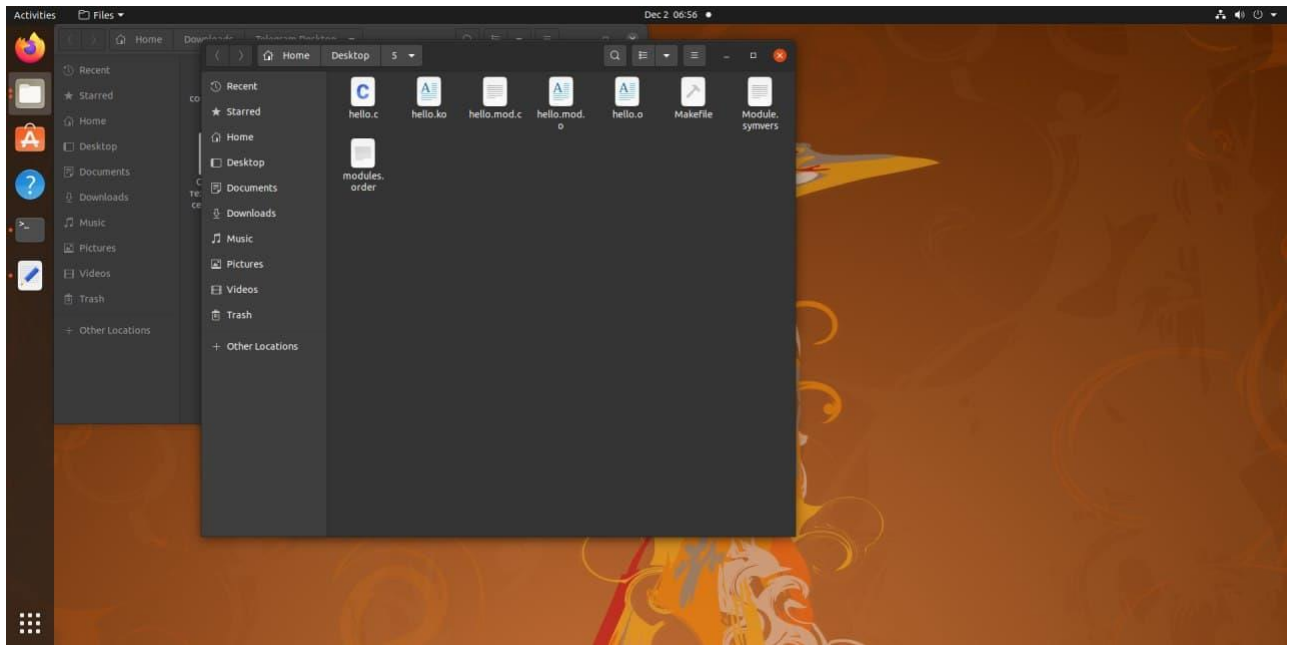 Activities Files Dec 2 06:56
Home Downloads Telegram Desktop
Recent
Starred
Home
Desktop
Documents
Downloads
Music
Pictures
Videos
Trash
+ Other Locations
Home Desktop 5
Recent
Starred
Home
Desktop
Documents
Downloads
Music
Pictures
Videos
Trash
+ Other Locations
hello.c hello.ko hello.mod.c hello.mod. hello.o Makefile Module.
o symvers
modules.
order